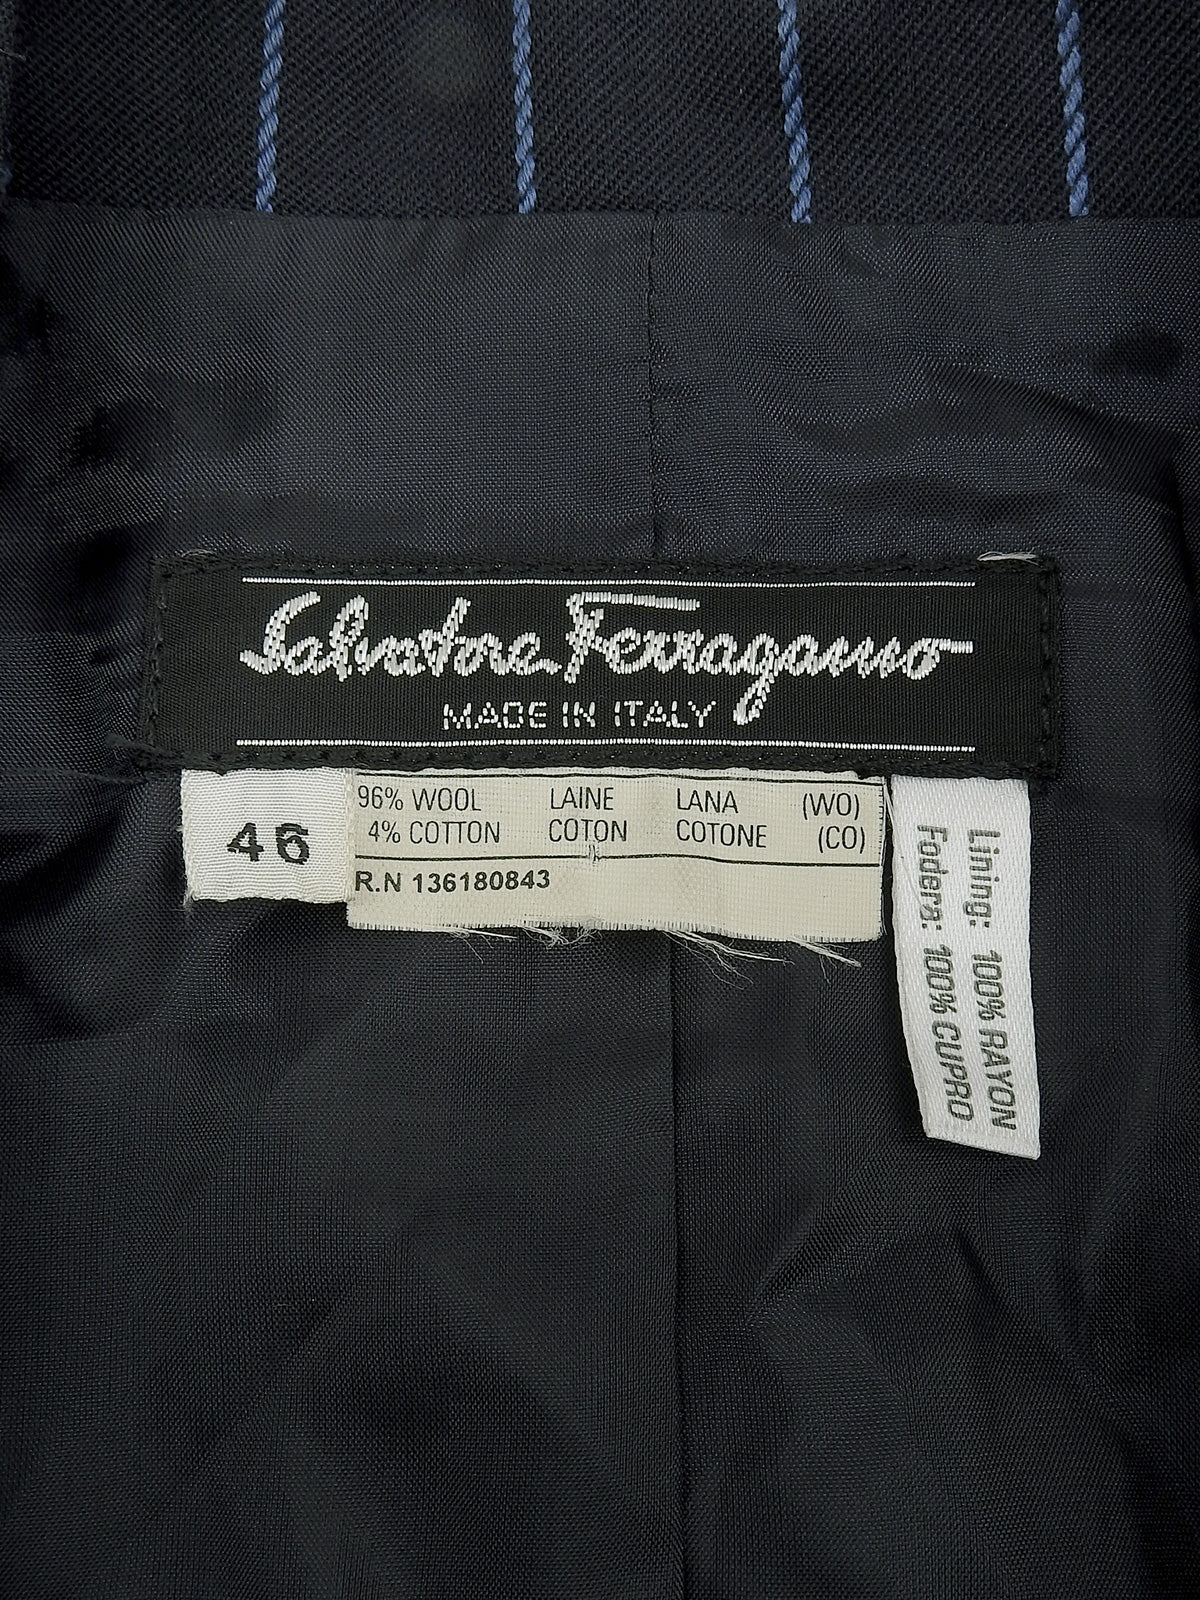 Salvatore Ferragamo
MADE IN ITALY
46
96% WOOL LAINE LANA (WO)
4% COTTON COTON COTONE (CO)
R.N 136180843
Lining: 100% RAYON
Fodera: 100% CUPRO